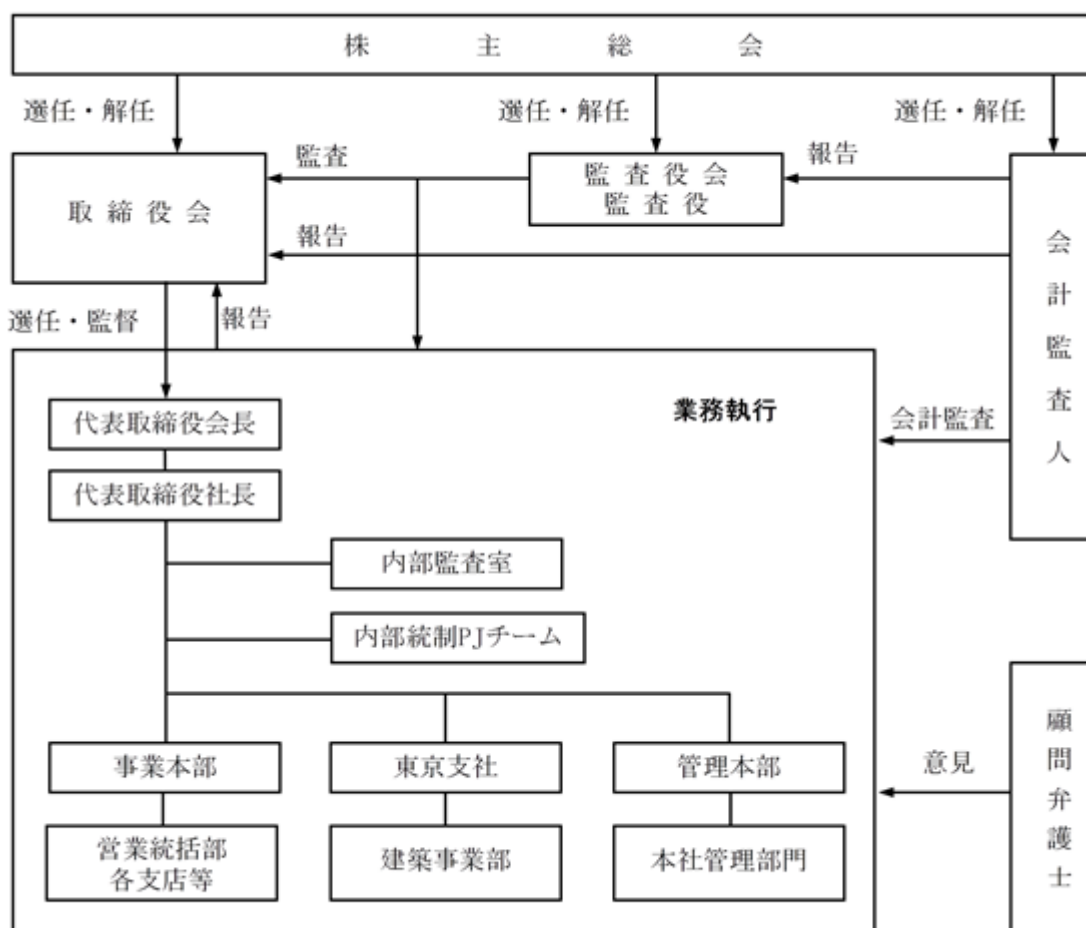 株主総会
選任・解任
選任・解任
選任・解任
監査
報告
取締役会
監査役会
監査役
会計監査人
報告
選任・監督
報告
業務執行
代表取締役会長
会計監査
代表取締役社長
内部監査室
内部統制PJチーム
事業本部
東京支社
管理本部
意見
顧問弁護士
営業統括部
各支店等
建築事業部
本社管理部門